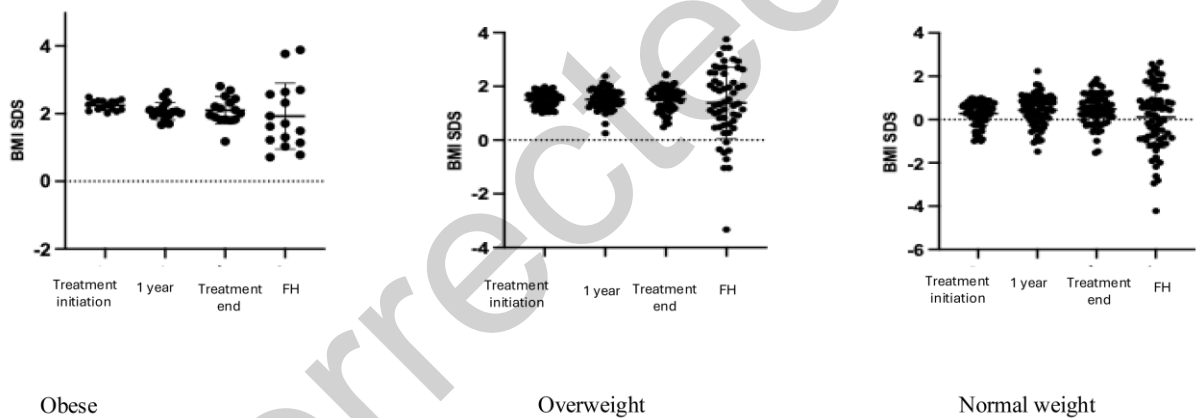 4
2
0
-2
BMI SDS
Treatment
initiation
1 year
Treatment
end
FH
Obese
4
2
0
-2
-4
BMI SDS
Treatment
initiation
1 year
Treatment
end
FH
Overweight
4
2
0
-2
-4
-6
BMI SDS
Treatment
initiation
1 year
Treatment
end
FH
Normal weight